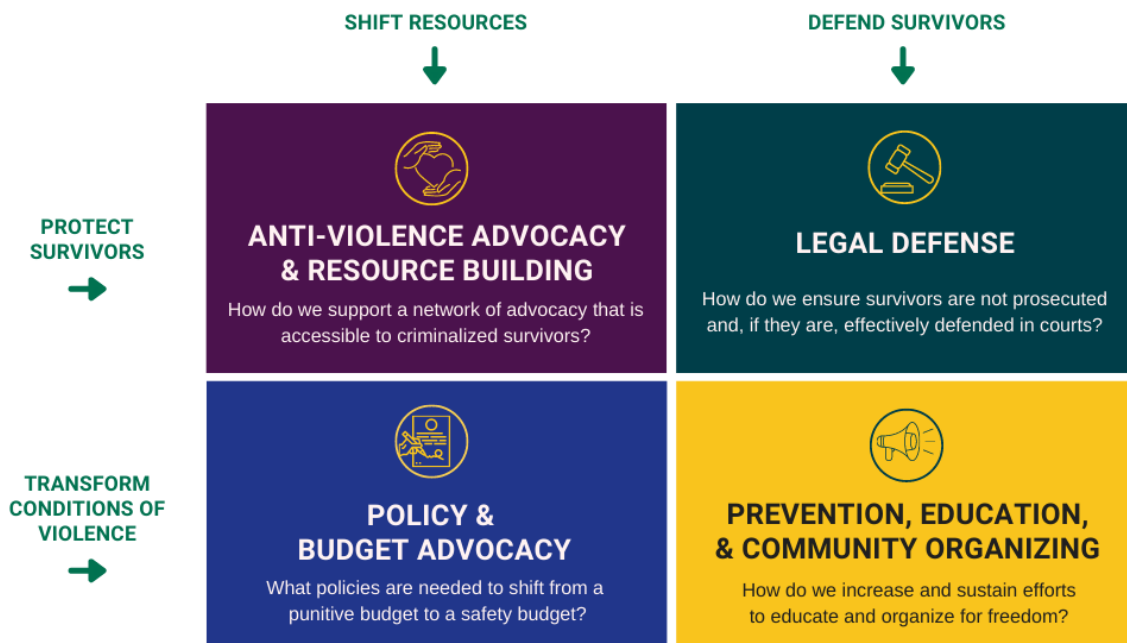 SHIFT RESOURCES
DEFEND SURVIVORS
PROTECT
SURVIVORS
ANTI-VIOLENCE ADVOCACY
& RESOURCE BUILDING
How do we support a network of advocacy that is
accessible to criminalized survivors?
LEGAL DEFENSE
How do we ensure survivors are not prosecuted
and, if they are, effectively defended in courts?
TRANSFORM
CONDITIONS OF
VIOLENCE
POLICY &
BUDGET ADVOCACY
What policies are needed to shift from a
punitive budget to a safety budget?
PREVENTION, EDUCATION,
& COMMUNITY ORGANIZING
How do we increase and sustain efforts
to educate and organize for freedom?